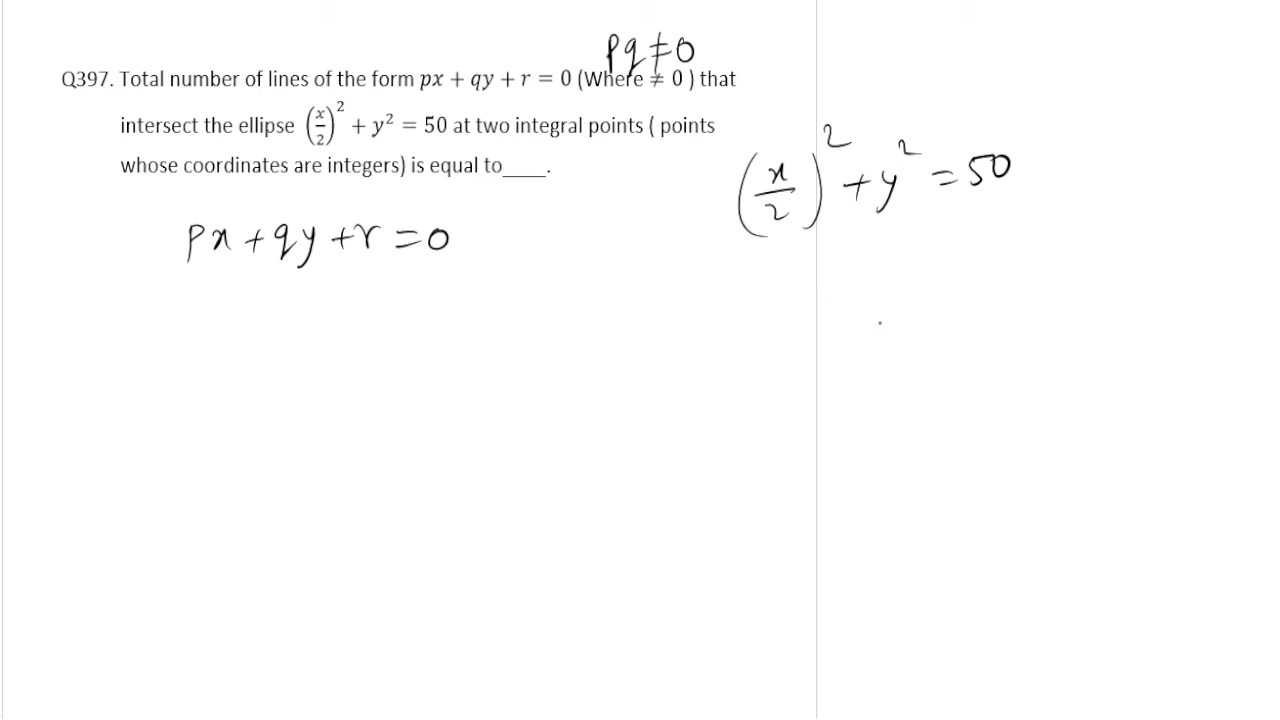 pq≠0
Q397. Total number of lines of the form px + qy + r = 0 (Where ≠ 0 ) that
intersect the ellipse (x/2)² + y² = 50 at two integral points ( points
whose coordinates are integers) is equal to____.
(x/2)² + y² = 50
px + qy + r = 0